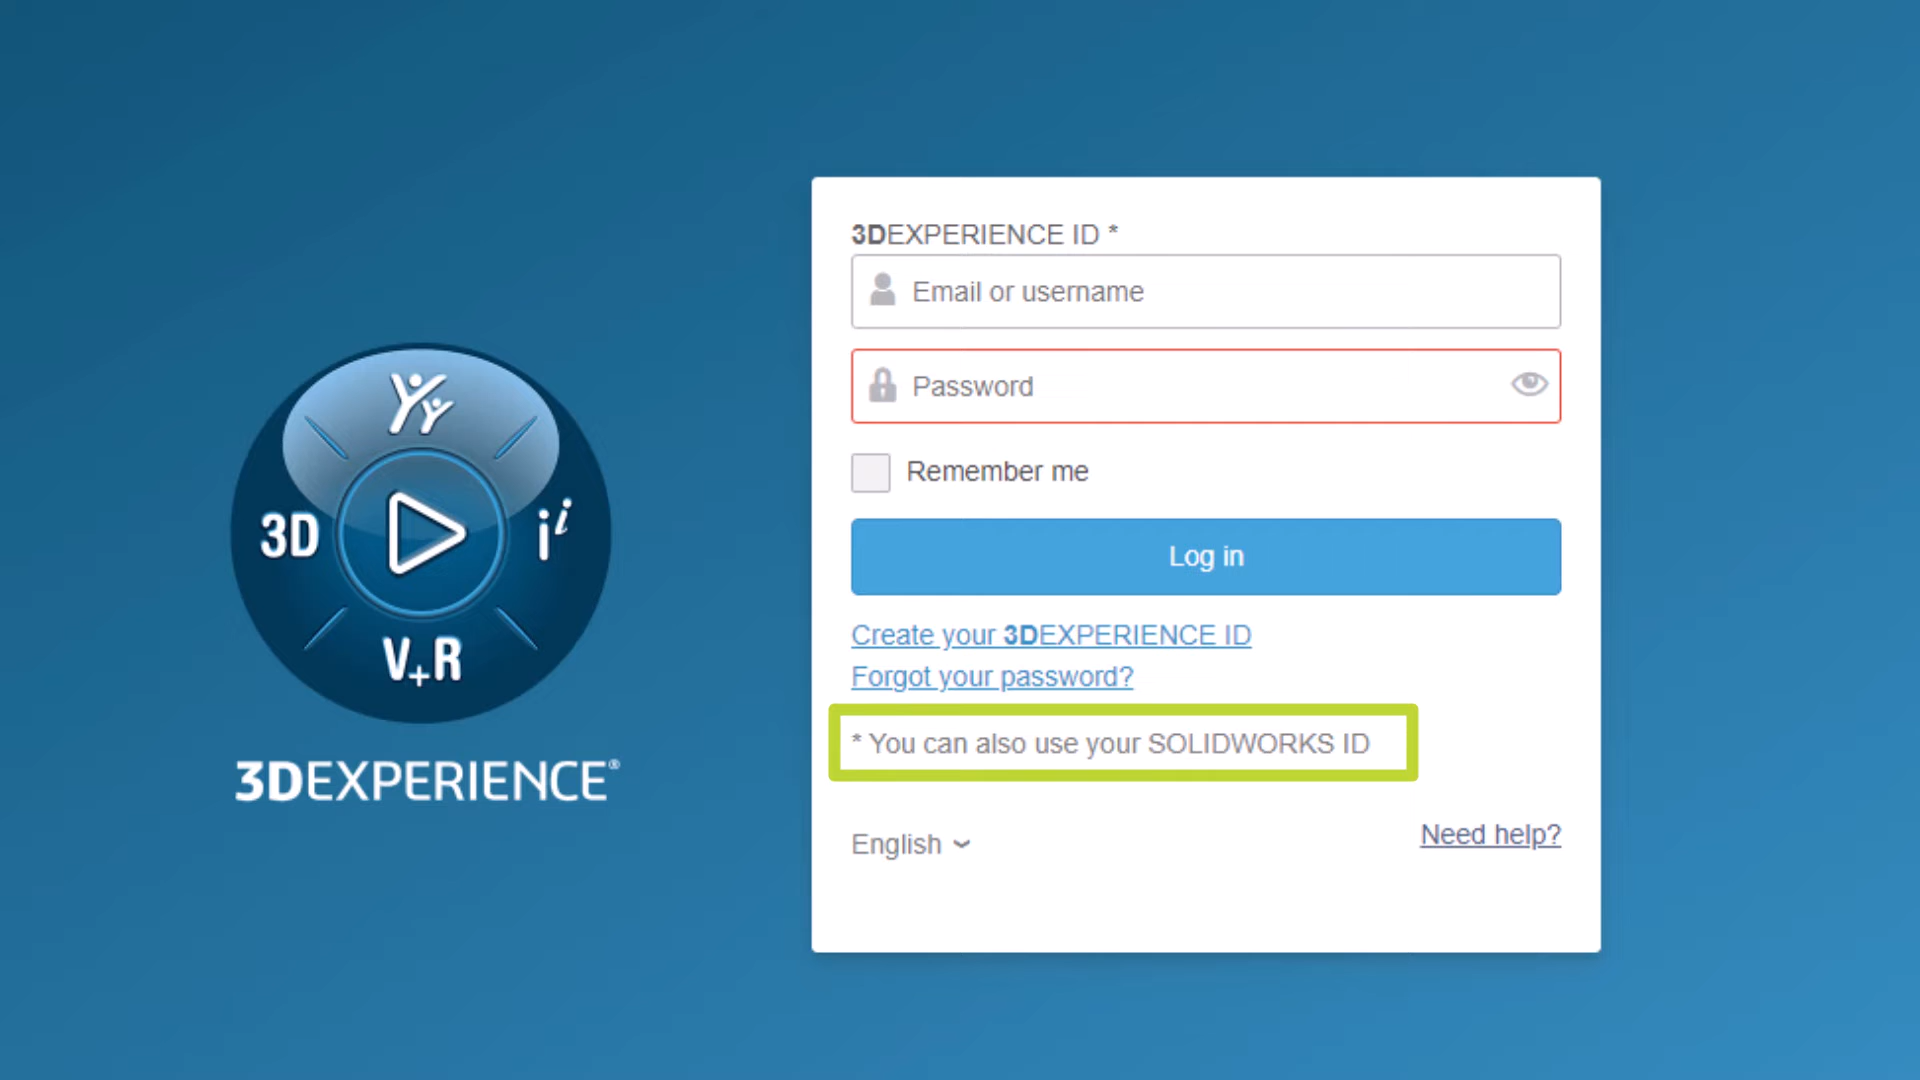 3D
i i
V+R
3DEXPERIENCE®
3DEXPERIENCE ID *
Email or username
Password
Remember me
Log in
Create your 3DEXPERIENCE ID
Forgot your password?
* You can also use your SOLIDWORKS ID
English
Need help?